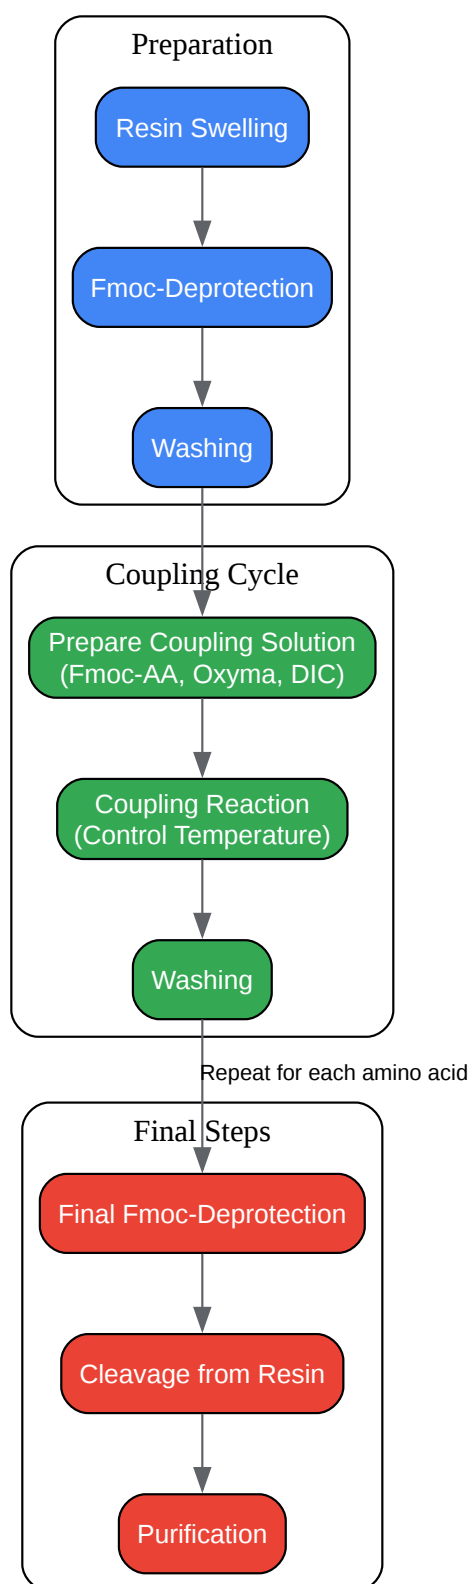 Preparation
Resin Swelling
Fmoc-Deprotection
Washing
Coupling Cycle
Prepare Coupling Solution
(Fmoc-AA, Oxyma, DIC)
Coupling Reaction
(Control Temperature)
Washing
Repeat for each amino acid
Final Steps
Final Fmoc-Deprotection
Cleavage from Resin
Purification